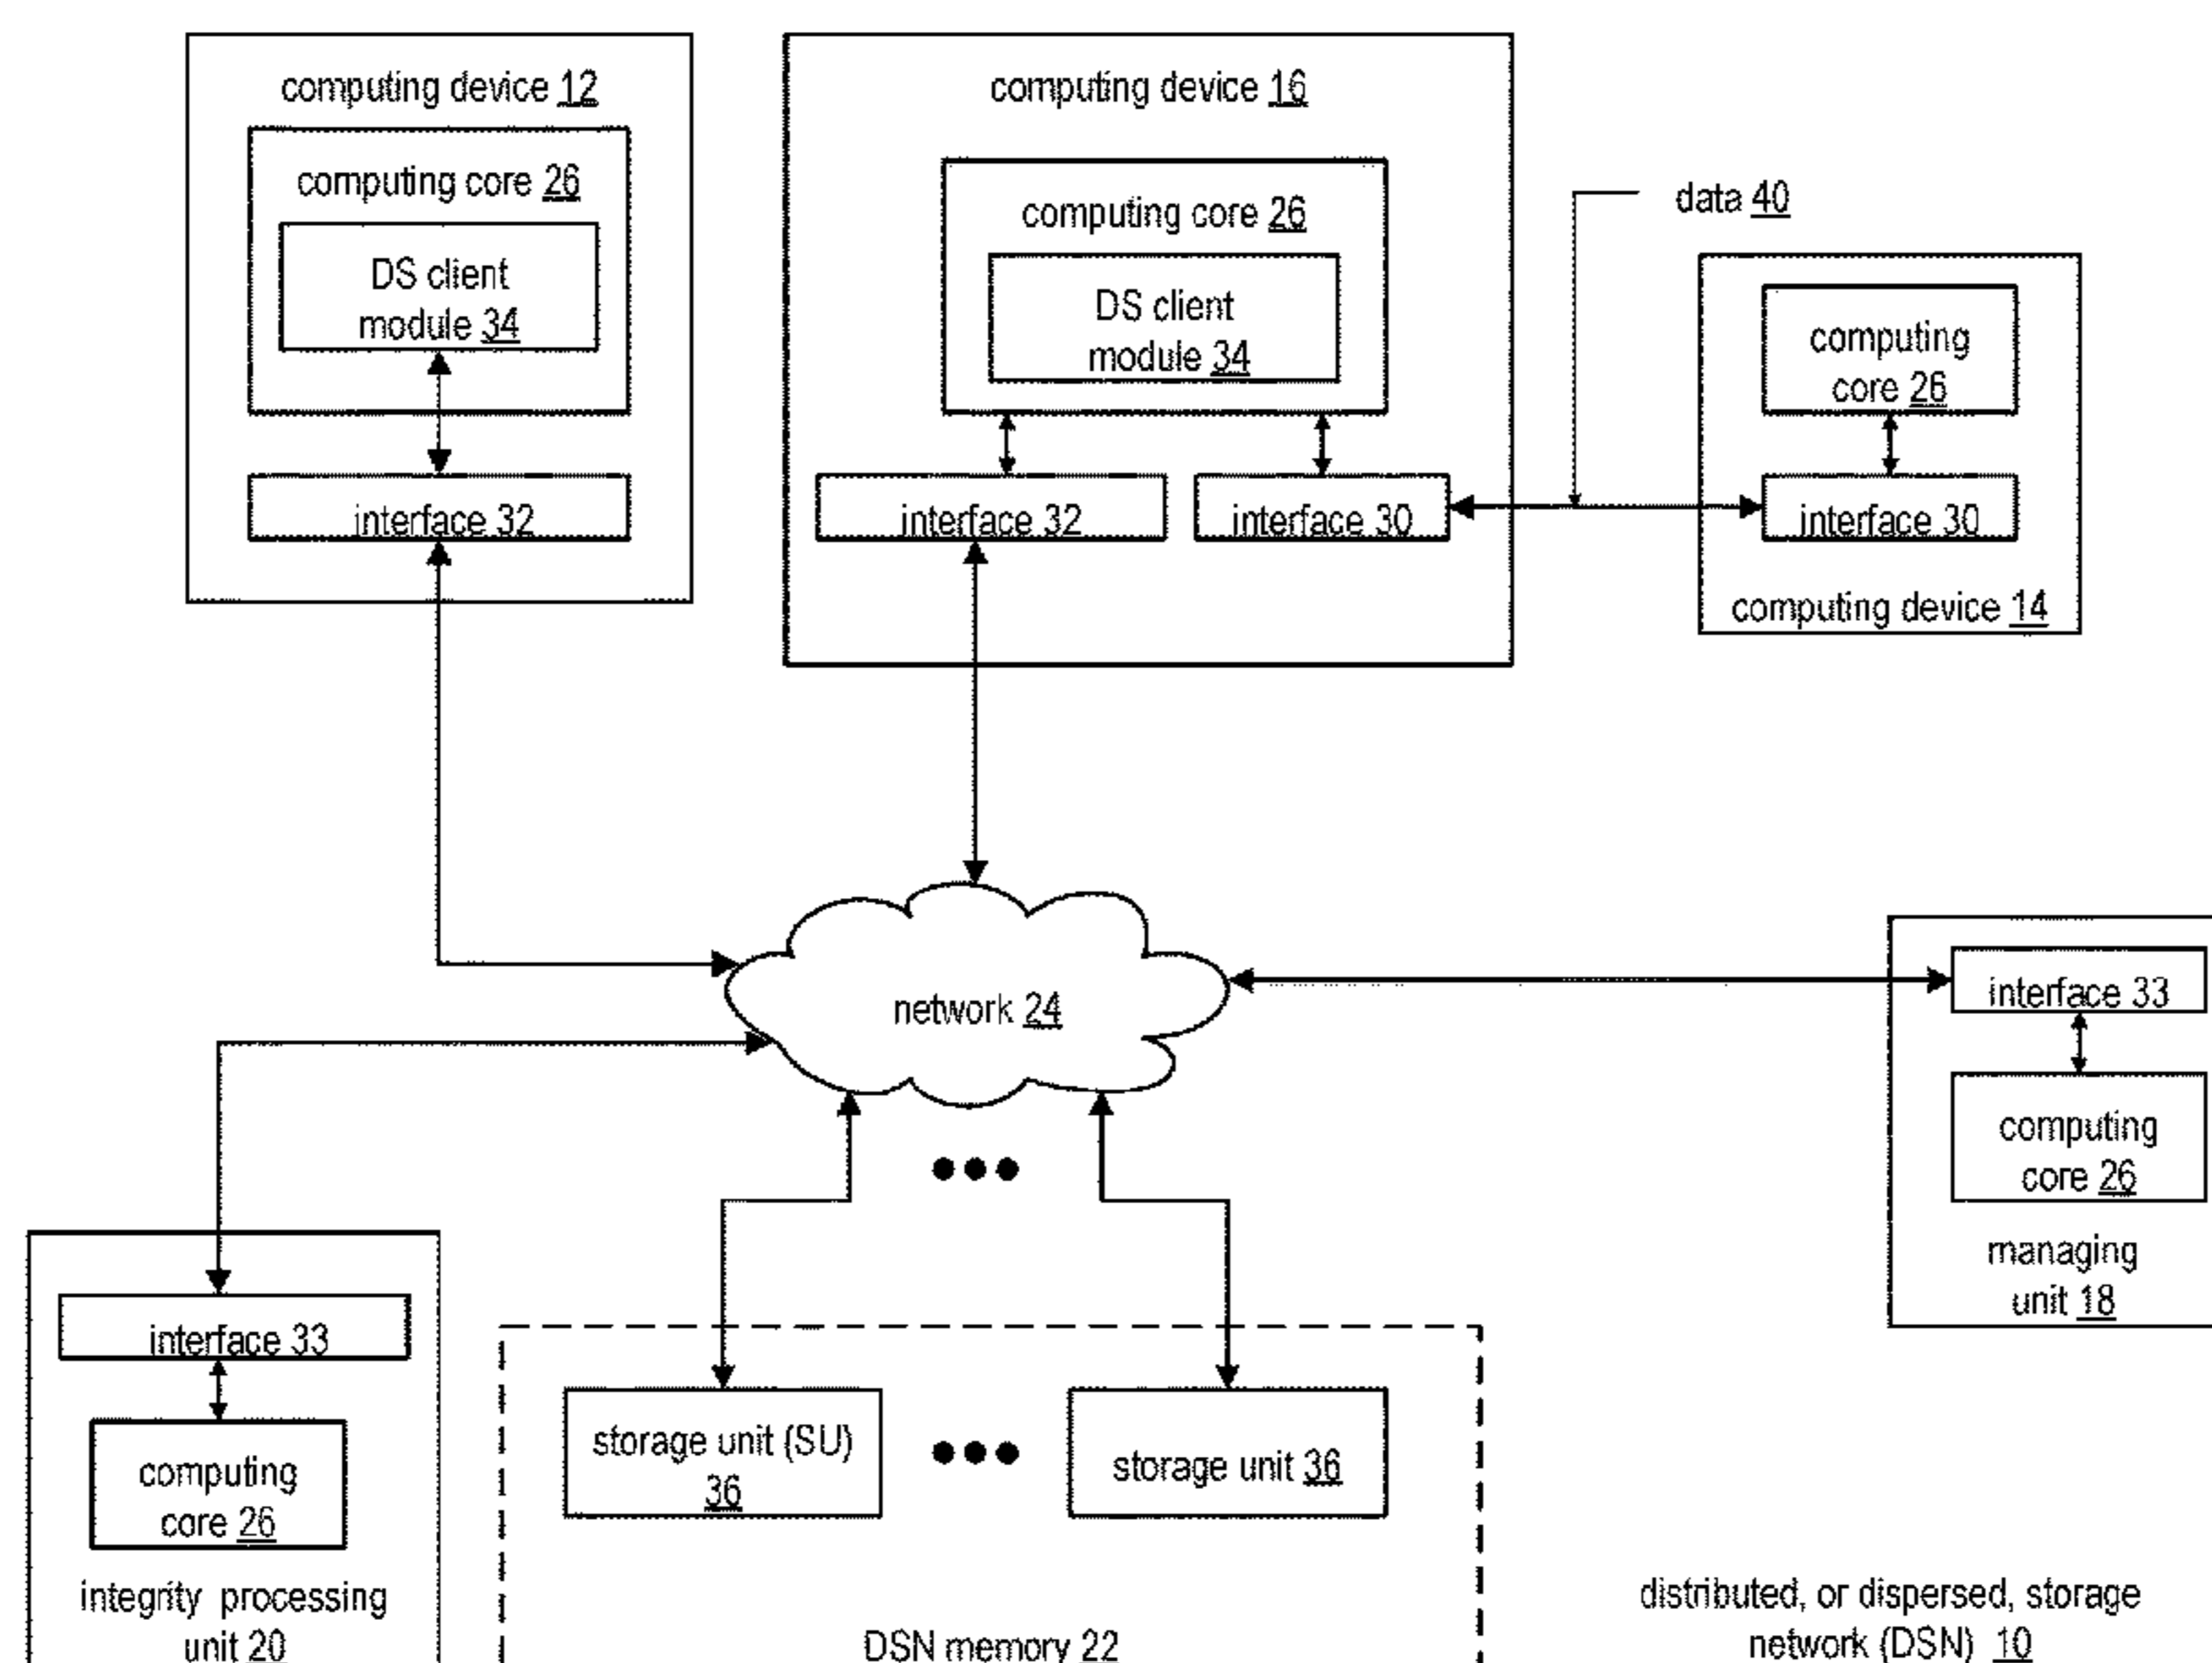 computing device 12
computing core 26
DS client
module 34
interface 32
computing device 16
computing core 26
DS client
module 34
interface 32
interface 30
data 40
computing
core 26
interface 30
computing device 14
network 24
interface 33
computing
core 26
managing
unit 18
interface 33
computing
core 26
integrity processing
unit 20
storage unit (SU)
36
storage unit 36
DSN memory 22
distributed, or dispersed, storage
network (DSN) 10